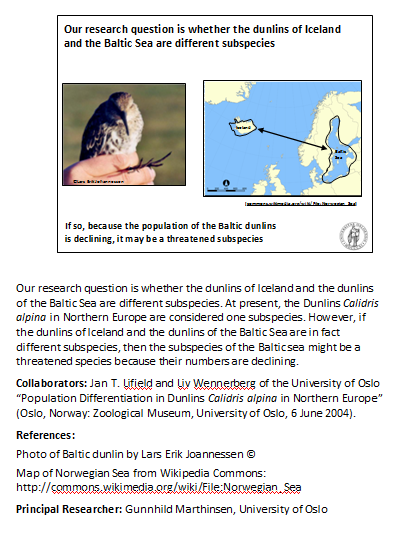 Our research question is whether the dunlins of Iceland
and the Baltic Sea are different subspecies
©Lars Erik Johannessen
Iceland
Baltic
Sea
[commons.wikimedia.org/wiki/File:Norwegian_Sea]
If so, because the population of the Baltic dunlins
is declining, it may be a threatened subspecies
Our research question is whether the dunlins of Iceland and the dunlins
of the Baltic Sea are different subspecies. At present, the Dunlins Calidris
alpina in Northern Europe are considered one subspecies. However, if
the dunlins of Iceland and the dunlins of the Baltic Sea are in fact
different subspecies, then the subspecies of the Baltic sea might be a
threatened species because their numbers are declining.
Collaborators: Jan T. Lifield and Liv Wennerberg of the University of Oslo
“Population Differentiation in Dunlins Calidris alpina in Northern Europe”
(Oslo, Norway: Zoological Museum, University of Oslo, 6 June 2004).
References:
Photo of Baltic dunlin by Lars Erik Joannessen ©
Map of Norwegian Sea from Wikipedia Commons:
http://commons.wikimedia.org/wiki/File:Norwegian_Sea
Principal Researcher: Gunnhild Marthinsen, University of Oslo